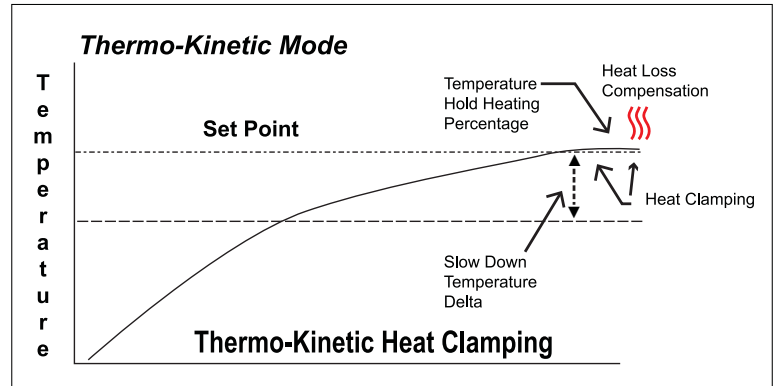 Thermo-Kinetic Mode
Temperature
Set Point
Temperature
Hold Heating
Percentage
Heat Loss
Compensation
Heat Clamping
Slow Down
Temperature
Delta
Thermo-Kinetic Heat Clamping